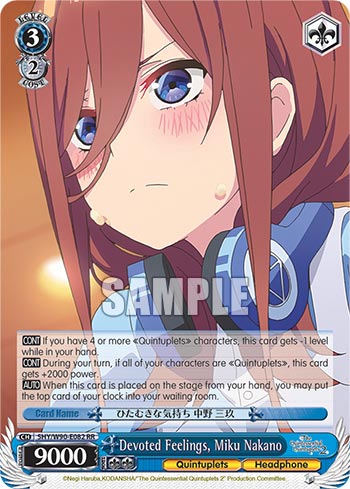 LEVEL
3
2
COST
SAMPLE
CONT If you have 4 or more «Quintuplets» characters, this card gets -1 level
while in your hand.
CONT During your turn, if all of your characters are «Quintuplets», this card
gets +2000 power.
AUTO When this card is placed on the stage from your hand, you may put
the top card of your clock into your waiting room.
Card Name ひたむきな気持ち 中野 三玖
CH 5HY/W90-E082 RR
POWER 9000 Devoted Feelings, Miku Nakano
Quintuplets Headphone
©Negi Haruba,KODANSHA/"The Quintessential Quintuplets 2" Production Committee.